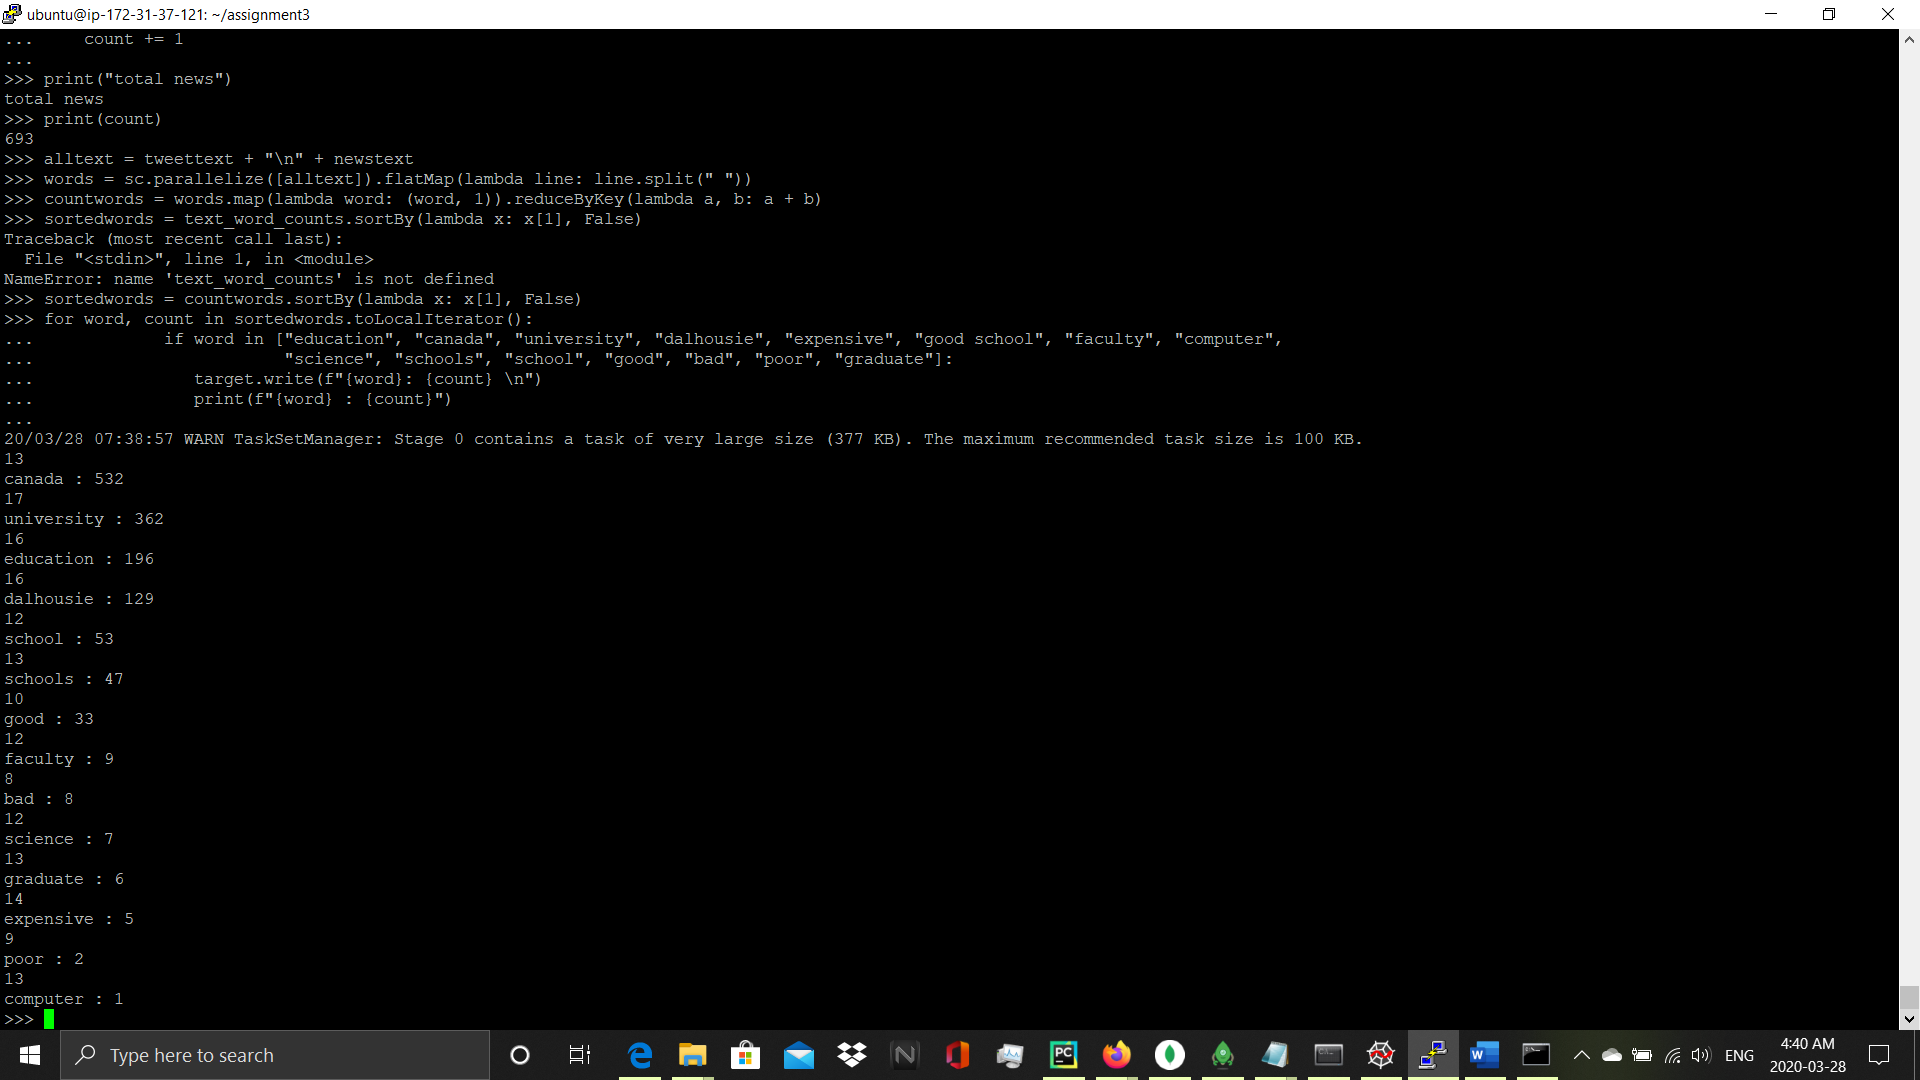 ubuntu@ip-172-31-37-121: ~/assignment3
...     count += 1
...
>>> print("total news")
total news
>>> print(count)
693
>>> alltext = tweettext + "\n" + newstext
>>> words = sc.parallelize([alltext]).flatMap(lambda line: line.split(" "))
>>> countwords = words.map(lambda word: (word, 1)).reduceByKey(lambda a, b: a + b)
>>> sortedwords = text_word_counts.sortBy(lambda x: x[1], False)
Traceback (most recent call last):
  File "<stdin>", line 1, in <module>
NameError: name 'text_word_counts' is not defined
>>> sortedwords = countwords.sortBy(lambda x: x[1], False)
>>> for word, count in sortedwords.toLocalIterator():
...             if word in ["education", "canada", "university", "dalhousie", "expensive", "good school", "faculty", "computer",
...                         "science", "schools", "school", "good", "bad", "poor", "graduate"]:
...                target.write(f"{word}: {count} \n")
...                print(f"{word} : {count}")
...
20/03/28 07:38:57 WARN TaskSetManager: Stage 0 contains a task of very large size (377 KB). The maximum recommended task size is 100 KB.
13
canada : 532
17
university : 362
16
education : 196
16
dalhousie : 129
12
school : 53
13
schools : 47
10
good : 33
12
faculty : 9
8
bad : 8
12
science : 7
13
graduate : 6
14
expensive : 5
9
poor : 2
13
computer : 1
>>>
Type here to search
PC
ENG
4:40 AM
2020-03-28